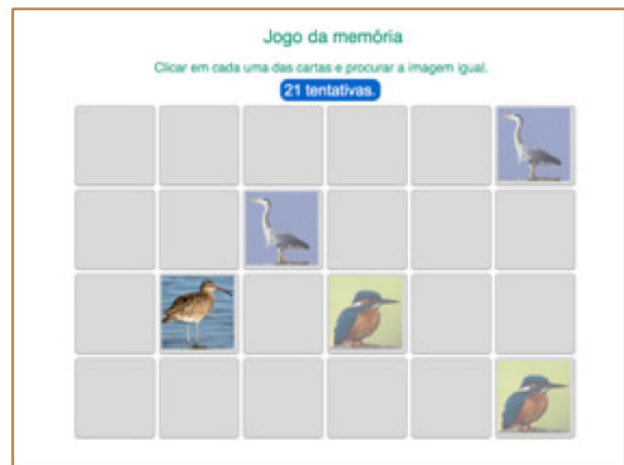 Jogo da memória
Clicar em cada uma das cartas e procurar a imagem igual.
21 tentativas.